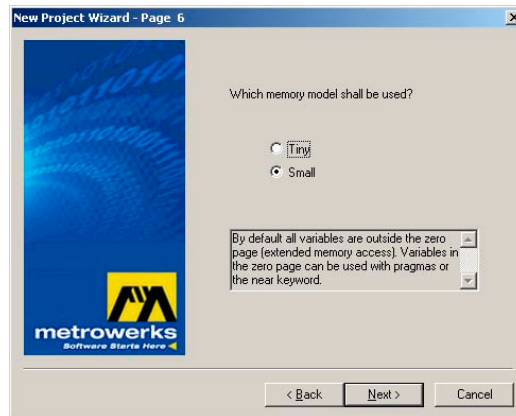 New Project Wizard - Page 6
Which memory model shall be used?
Tiny
Small
By default all variables are outside the zero
page (extended memory access). Variables in
the zero page can be used with pragmas or
the near keyword.
metrowerks
Software Starts Here
< Back
Next >
Cancel